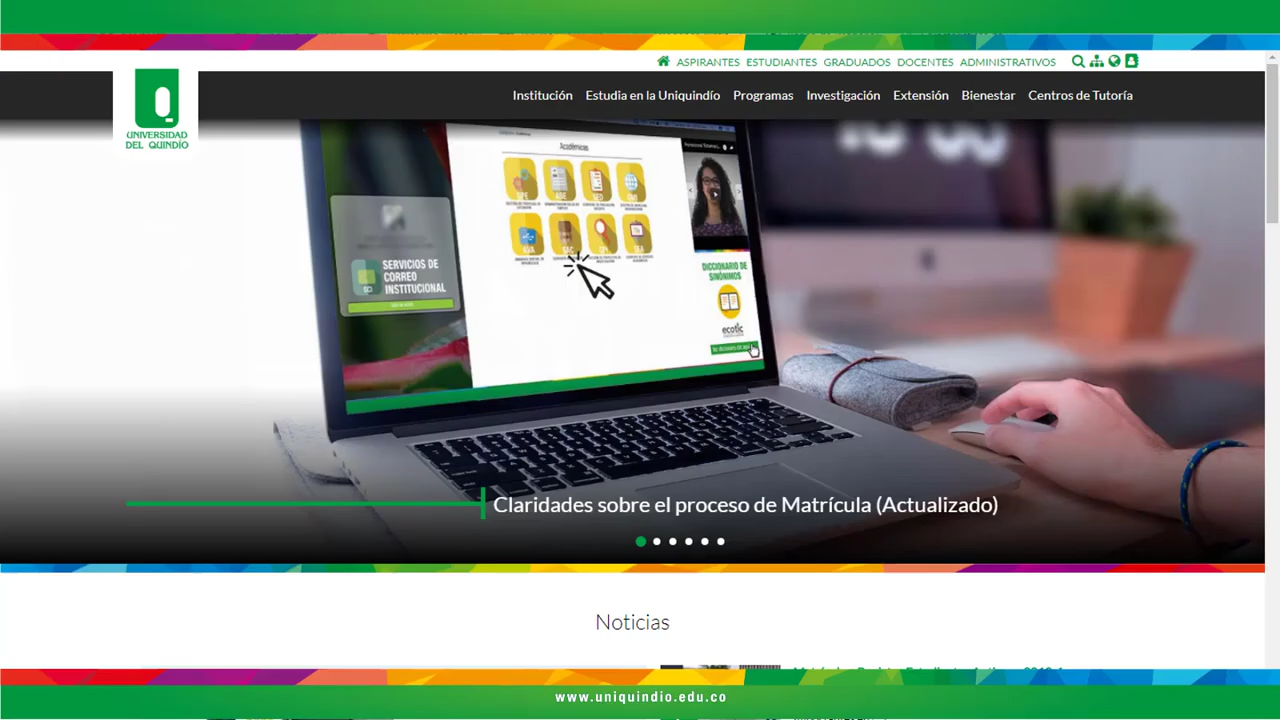 ASPIRANTES ESTUDIANTES GRADUADOS DOCENTES ADMINISTRATIVOS
UNIVERSIDAD
DEL QUINDÍO
Institución Estudia en la Uniquindío Programas Investigación Extensión Bienestar Centros de Tutoría
Académicas
SERVICIOS DE
CORREO
INSTITUCIONAL
DICCIONARIO DE
SINÓNIMOS
ecotic
Claridades sobre el proceso de Matrícula (Actualizado)
Noticias
www.uniquindio.edu.co